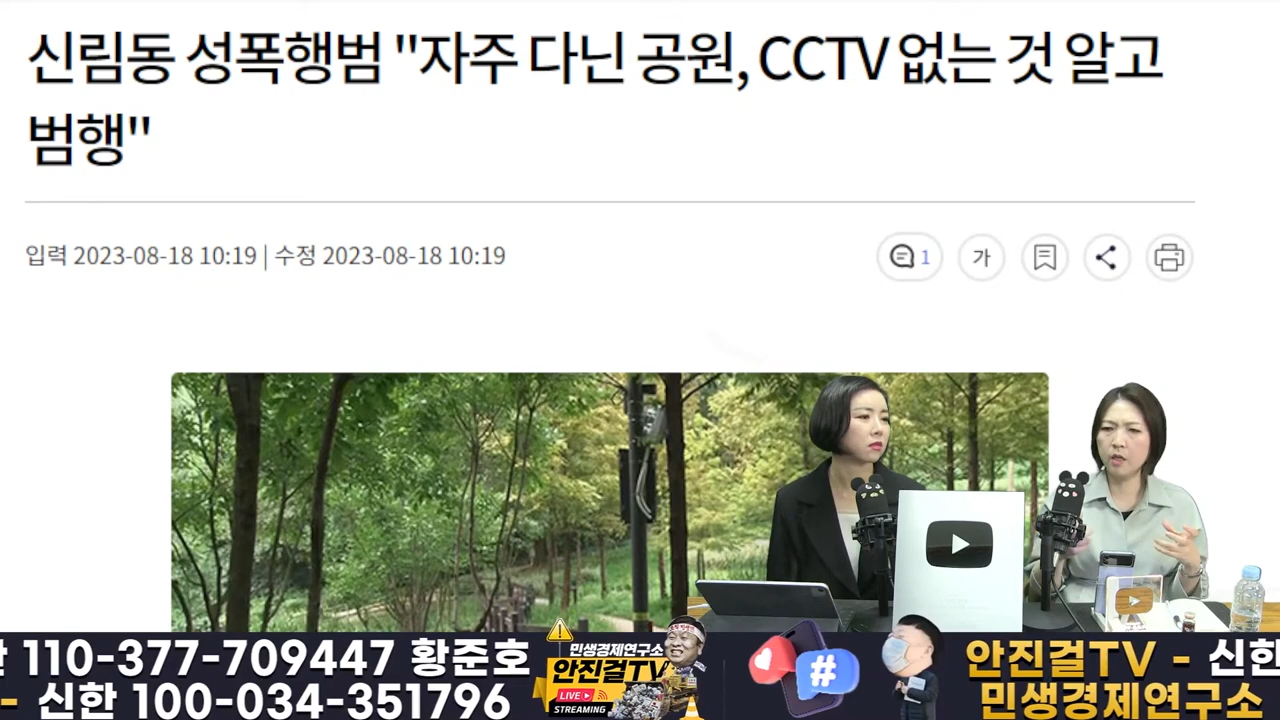 신림동 성폭행범 "자주 다닌 공원, CCTV 없는 것 알고
범행"
입력 2023-08-18 10:19 | 수정 2023-08-18 10:19
1
가
110-377-709447 황준호
- 신한 100-034-351796
민생경제연구소
안진걸TV
LIVE
STREAMING
#
안진걸TV - 신한
민생경제연구소